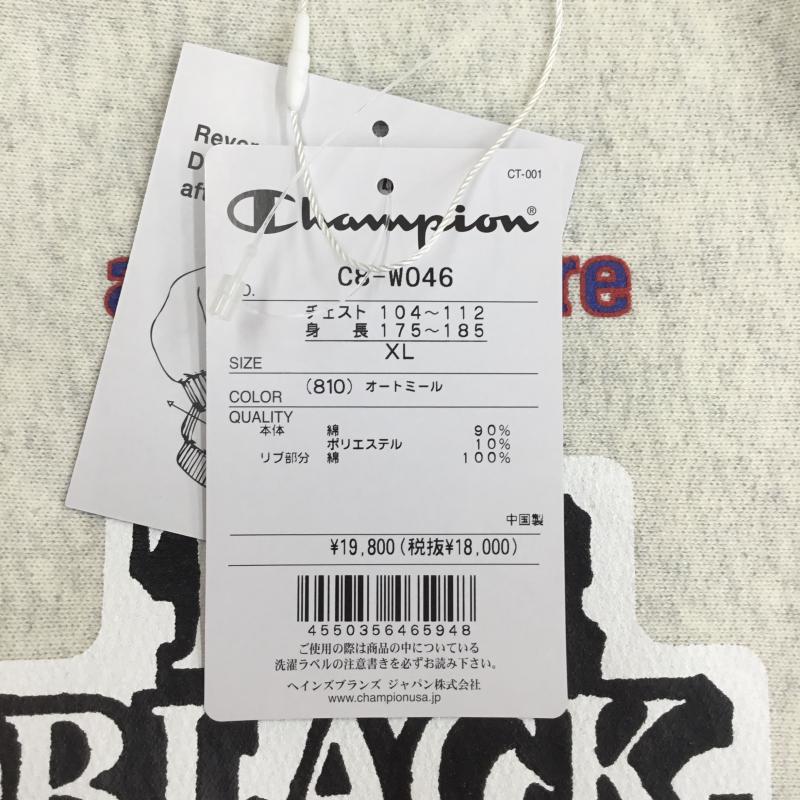 Champion®
CT-001
C8-W046
チェスト 104～112
身 長 175～185
SIZE XL
COLOR (810) オートミール
QUALITY
本体 綿 90%
ポリエステル 10%
リブ部分 綿 100%
中国製
¥19,800(税抜¥18,000)
4550356465948
ご使用の際は商品の中についている
洗濯ラベルの注意書きを必ずお読み下さい。
ヘインズブランズ ジャパン株式会社
www.championusa.jp
BLACK